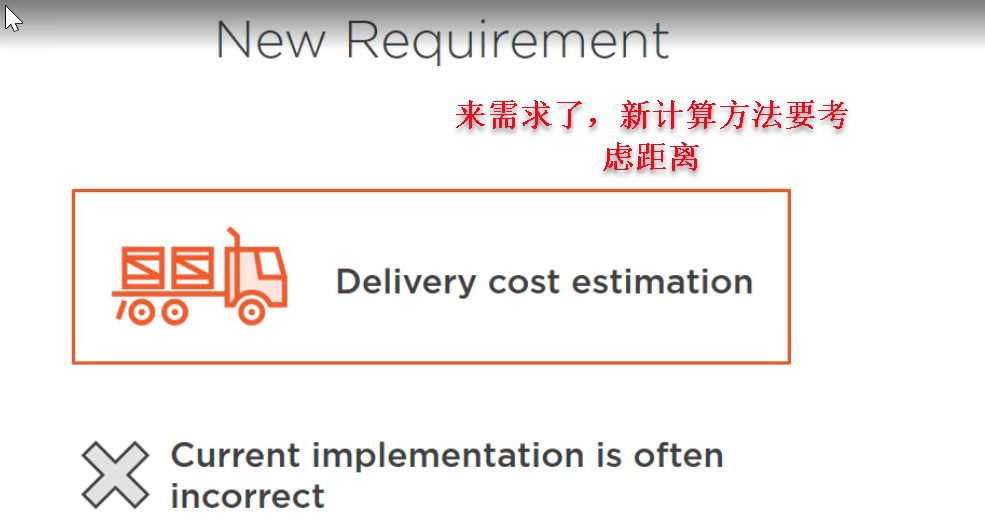 New Requirement
来需求了，新计算方法要考
虑距离
Delivery cost estimation
Current implementation is often
incorrect